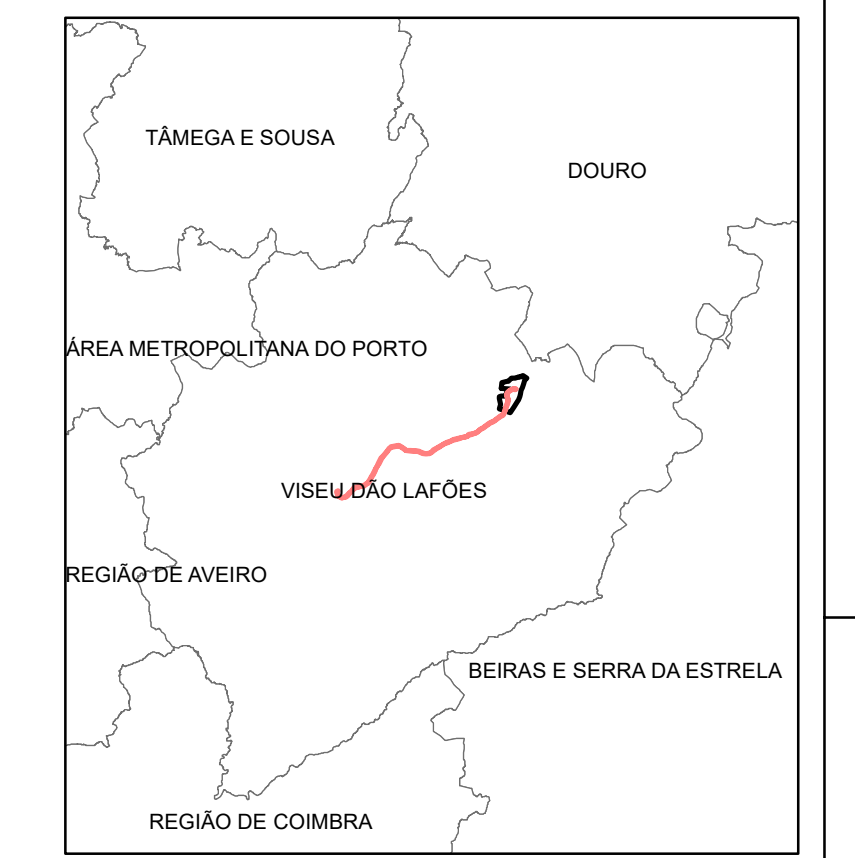 TÂMEGA E SOUSA
DOURO
ÁREA METROPOLITANA DO PORTO
VISEU DÃO LAFÕES
REGIÃO DE AVEIRO
BEIRAS E SERRA DA ESTRELA
REGIÃO DE COIMBRA